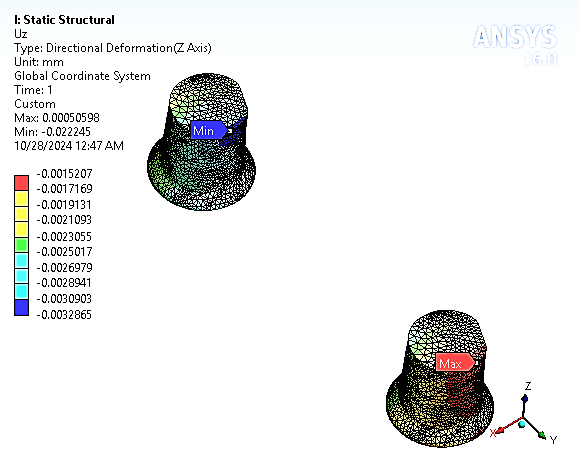 I: Static Structural
Uz
Type: Directional Deformation(Z Axis)
Unit: mm
Global Coordinate System
Time: 1
Custom
Max: 0.00050598
Min: -0.022245
10/28/2024 12:47 AM
ANSYS
16.0
-0.0015207
-0.0017169
-0.0019131
-0.0021093
-0.0023055
-0.0025017
-0.0026979
-0.0028941
-0.0030903
-0.0032865
Min
Max
Z
X
Y